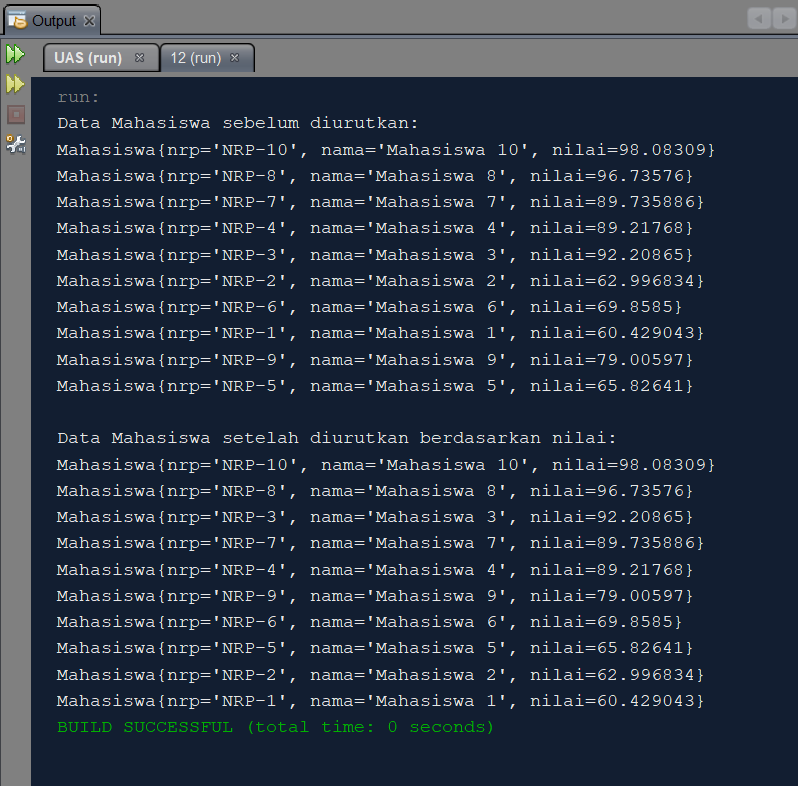 Output
UAS (run)
12 (run)
run:
Data Mahasiswa sebelum diurutkan:
Mahasiswa{nrp='NRP-10', nama='Mahasiswa 10', nilai=98.08309}
Mahasiswa{nrp='NRP-8', nama='Mahasiswa 8', nilai=96.73576}
Mahasiswa{nrp='NRP-7', nama='Mahasiswa 7', nilai=89.735886}
Mahasiswa{nrp='NRP-4', nama='Mahasiswa 4', nilai=89.21768}
Mahasiswa{nrp='NRP-3', nama='Mahasiswa 3', nilai=92.20865}
Mahasiswa{nrp='NRP-2', nama='Mahasiswa 2', nilai=62.996834}
Mahasiswa{nrp='NRP-6', nama='Mahasiswa 6', nilai=69.8585}
Mahasiswa{nrp='NRP-1', nama='Mahasiswa 1', nilai=60.429043}
Mahasiswa{nrp='NRP-9', nama='Mahasiswa 9', nilai=79.00597}
Mahasiswa{nrp='NRP-5', nama='Mahasiswa 5', nilai=65.82641}
Data Mahasiswa setelah diurutkan berdasarkan nilai:
Mahasiswa{nrp='NRP-10', nama='Mahasiswa 10', nilai=98.08309}
Mahasiswa{nrp='NRP-8', nama='Mahasiswa 8', nilai=96.73576}
Mahasiswa{nrp='NRP-3', nama='Mahasiswa 3', nilai=92.20865}
Mahasiswa{nrp='NRP-7', nama='Mahasiswa 7', nilai=89.735886}
Mahasiswa{nrp='NRP-4', nama='Mahasiswa 4', nilai=89.21768}
Mahasiswa{nrp='NRP-9', nama='Mahasiswa 9', nilai=79.00597}
Mahasiswa{nrp='NRP-6', nama='Mahasiswa 6', nilai=69.8585}
Mahasiswa{nrp='NRP-5', nama='Mahasiswa 5', nilai=65.82641}
Mahasiswa{nrp='NRP-2', nama='Mahasiswa 2', nilai=62.996834}
Mahasiswa{nrp='NRP-1', nama='Mahasiswa 1', nilai=60.429043}
BUILD SUCCESSFUL (total time: 0 seconds)